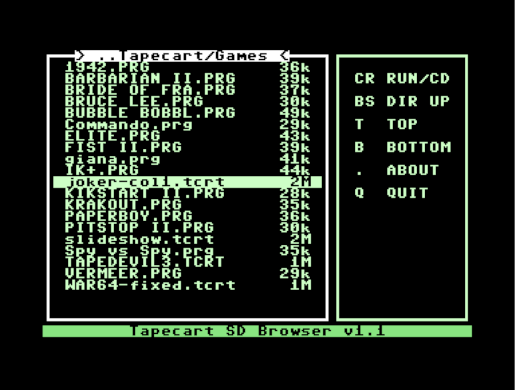 > ..Tapecart/Games <
1942.PRG 36k
BARBARIAN II.PRG 39k
BRIDE OF FRA.PRG 37k
BRUCE LEE.PRG 30k
BUBBLE BOBBL.PRG 49k
Commando.prg 29k
ELITE.PRG 43k
FIST II.PRG 39k
giana.prg 41k
IK+.PRG 44k
joker-coll.tcrt 2M
KIKSTART II.PRG 28k
KRAKOUT.PRG 35k
PAPERBOY.PRG 36k
PITSTOP II.PRG 30k
slideshow.tcrt 2M
Spy vs Spy.prg 35k
TAPEDEVIL3.TCRT 1M
VERMEER.PRG 29k
WAR64-fixed.tcrt 1M
CR RUN/CD
BS DIR UP
T TOP
B BOTTOM
. ABOUT
Q QUIT
Tapecart SD Browser v1.1